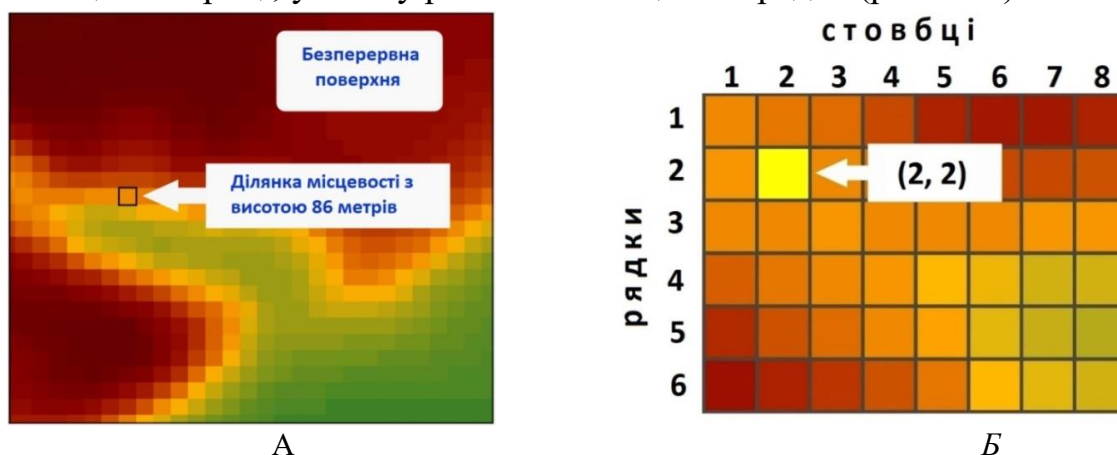 Безперервна
поверхня
Ділянка місцевості з
висотою 86 метрів
А
стовбці
1 2 3 4 5 6 7 8
рядки
1
2
(2, 2)
3
4
5
6
Б